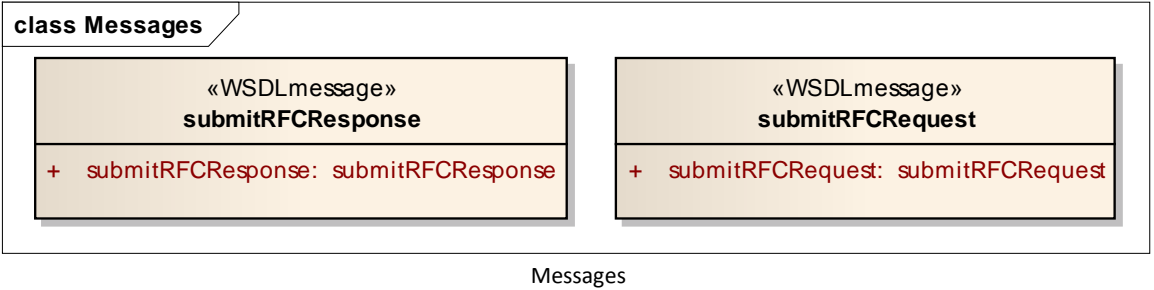 class Messages
«WSDLmessage»
submitRFCResponse
+ submitRFCResponse: submitRFCResponse
«WSDLmessage»
submitRFCRequest
+ submitRFCRequest: submitRFCRequest
Messages